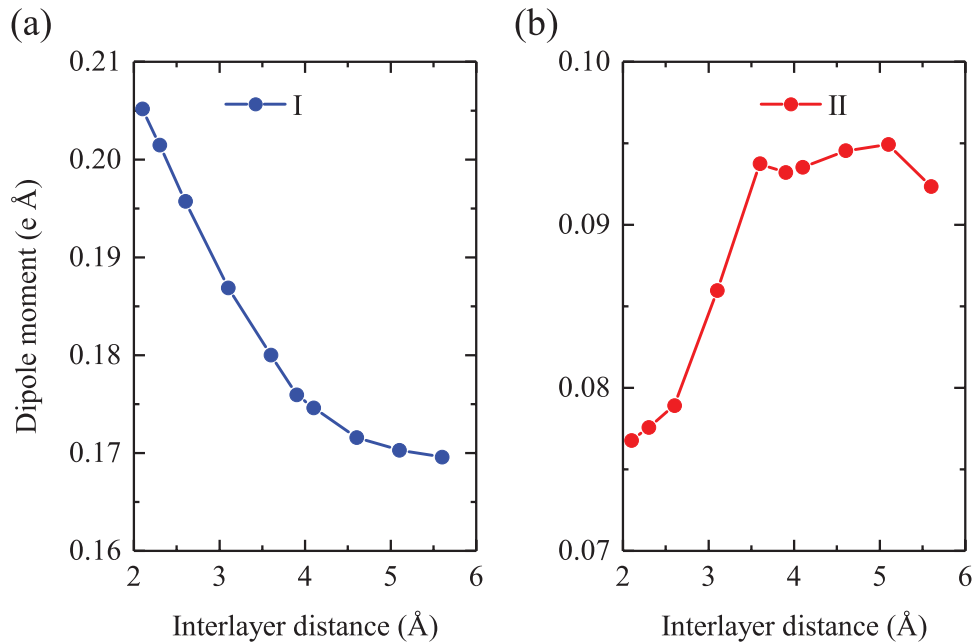 (a)
(b)
0.21
0.20
0.19
0.18
0.17
0.16
Dipole moment (e Å)
I
2 3 4 5 6
Interlayer distance (Å)
0.10
0.09
0.08
0.07
II
2 3 4 5 6
Interlayer distance (Å)